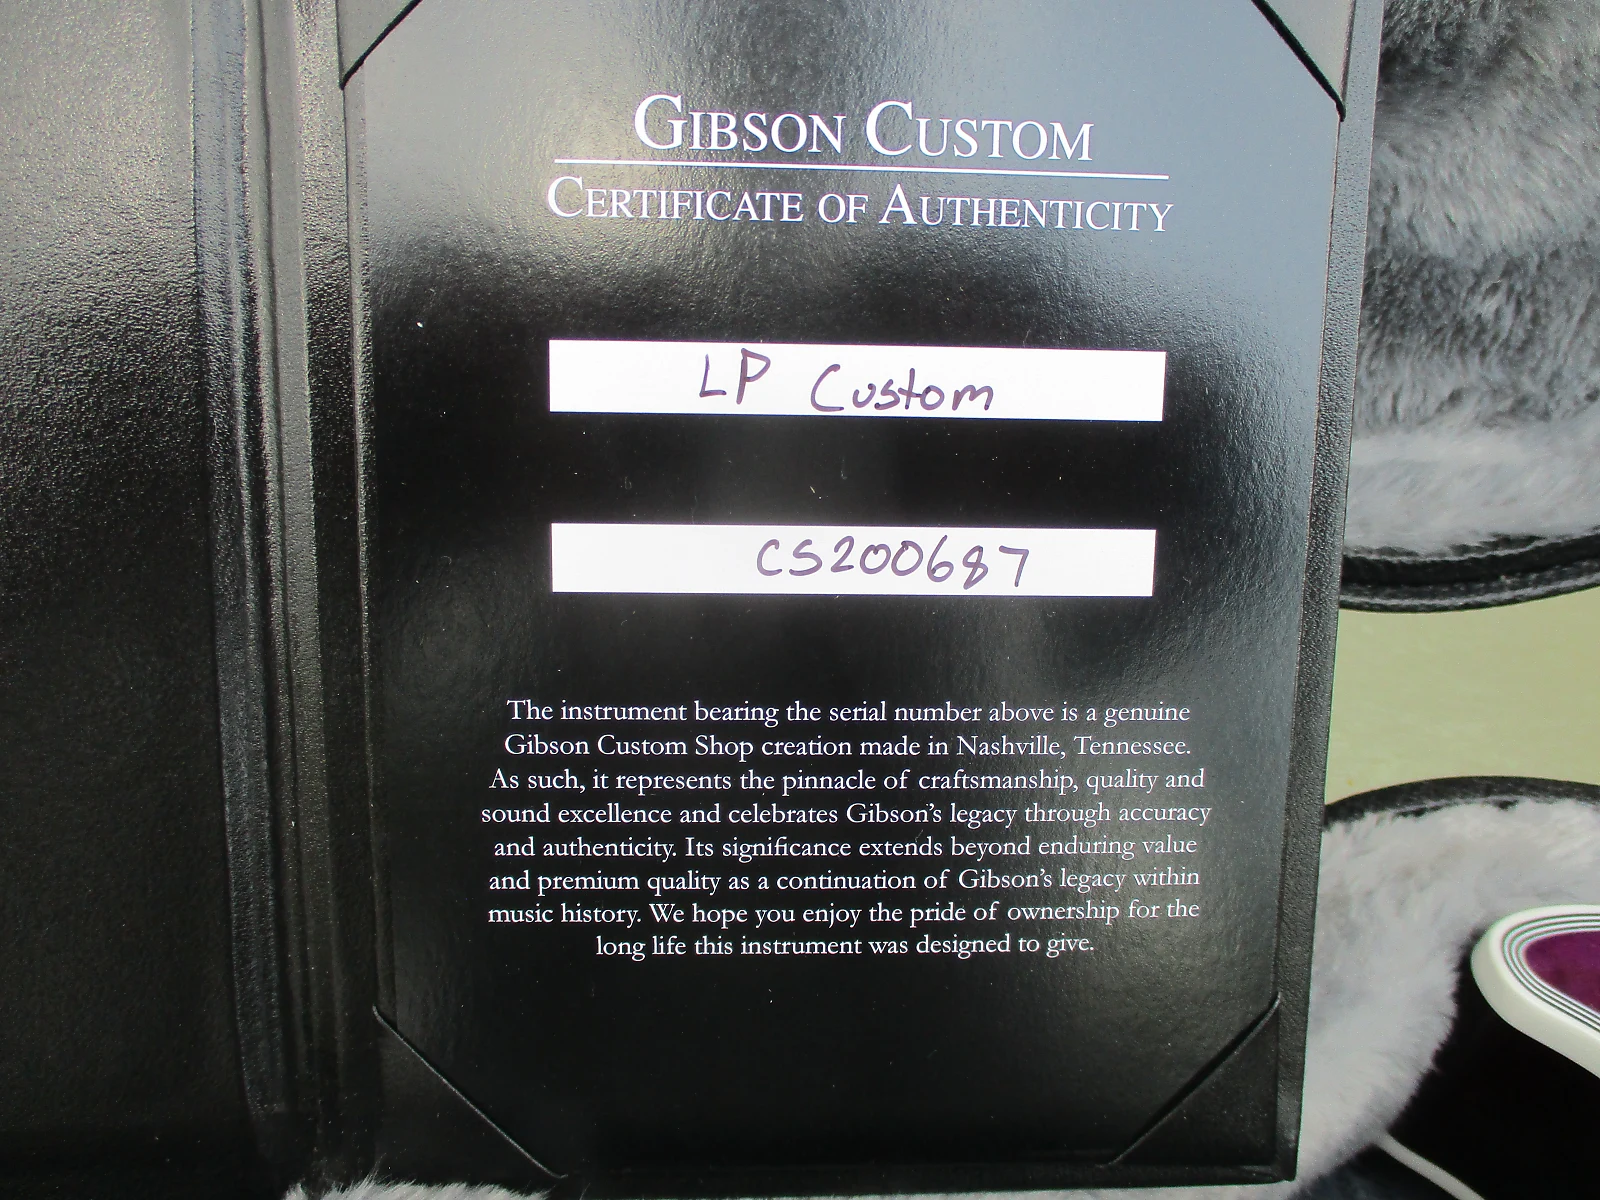 GIBSON CUSTOM
CERTIFICATE OF AUTHENTICITY
LP Custom
CS200687
The instrument bearing the serial number above is a genuine
Gibson Custom Shop creation made in Nashville, Tennessee.
As such, it represents the pinnacle of craftsmanship, quality and
sound excellence and celebrates Gibson's legacy through accuracy
and authenticity. Its significance extends beyond enduring value
and premium quality as a continuation of Gibson's legacy within
music history. We hope you enjoy the pride of ownership for the
long life this instrument was designed to give.